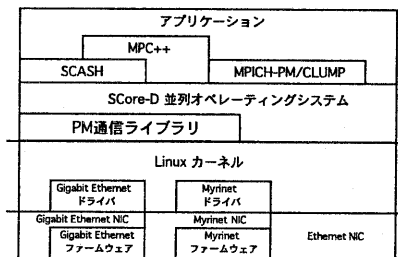 アプリケーション
MPC++
SCASH
MPICH-PM/CLUMP
SCore-D 並列オペレーティングシステム
PM通信ライブラリ
Linux カーネル
Gigabit Ethernet
ドライバ
Myrinet
ドライバ
Gigabit Ethernet NIC
Myrinet NIC
Gigabit Ethernet
ファームウェア
Myrinet
ファームウェア
Ethernet NIC